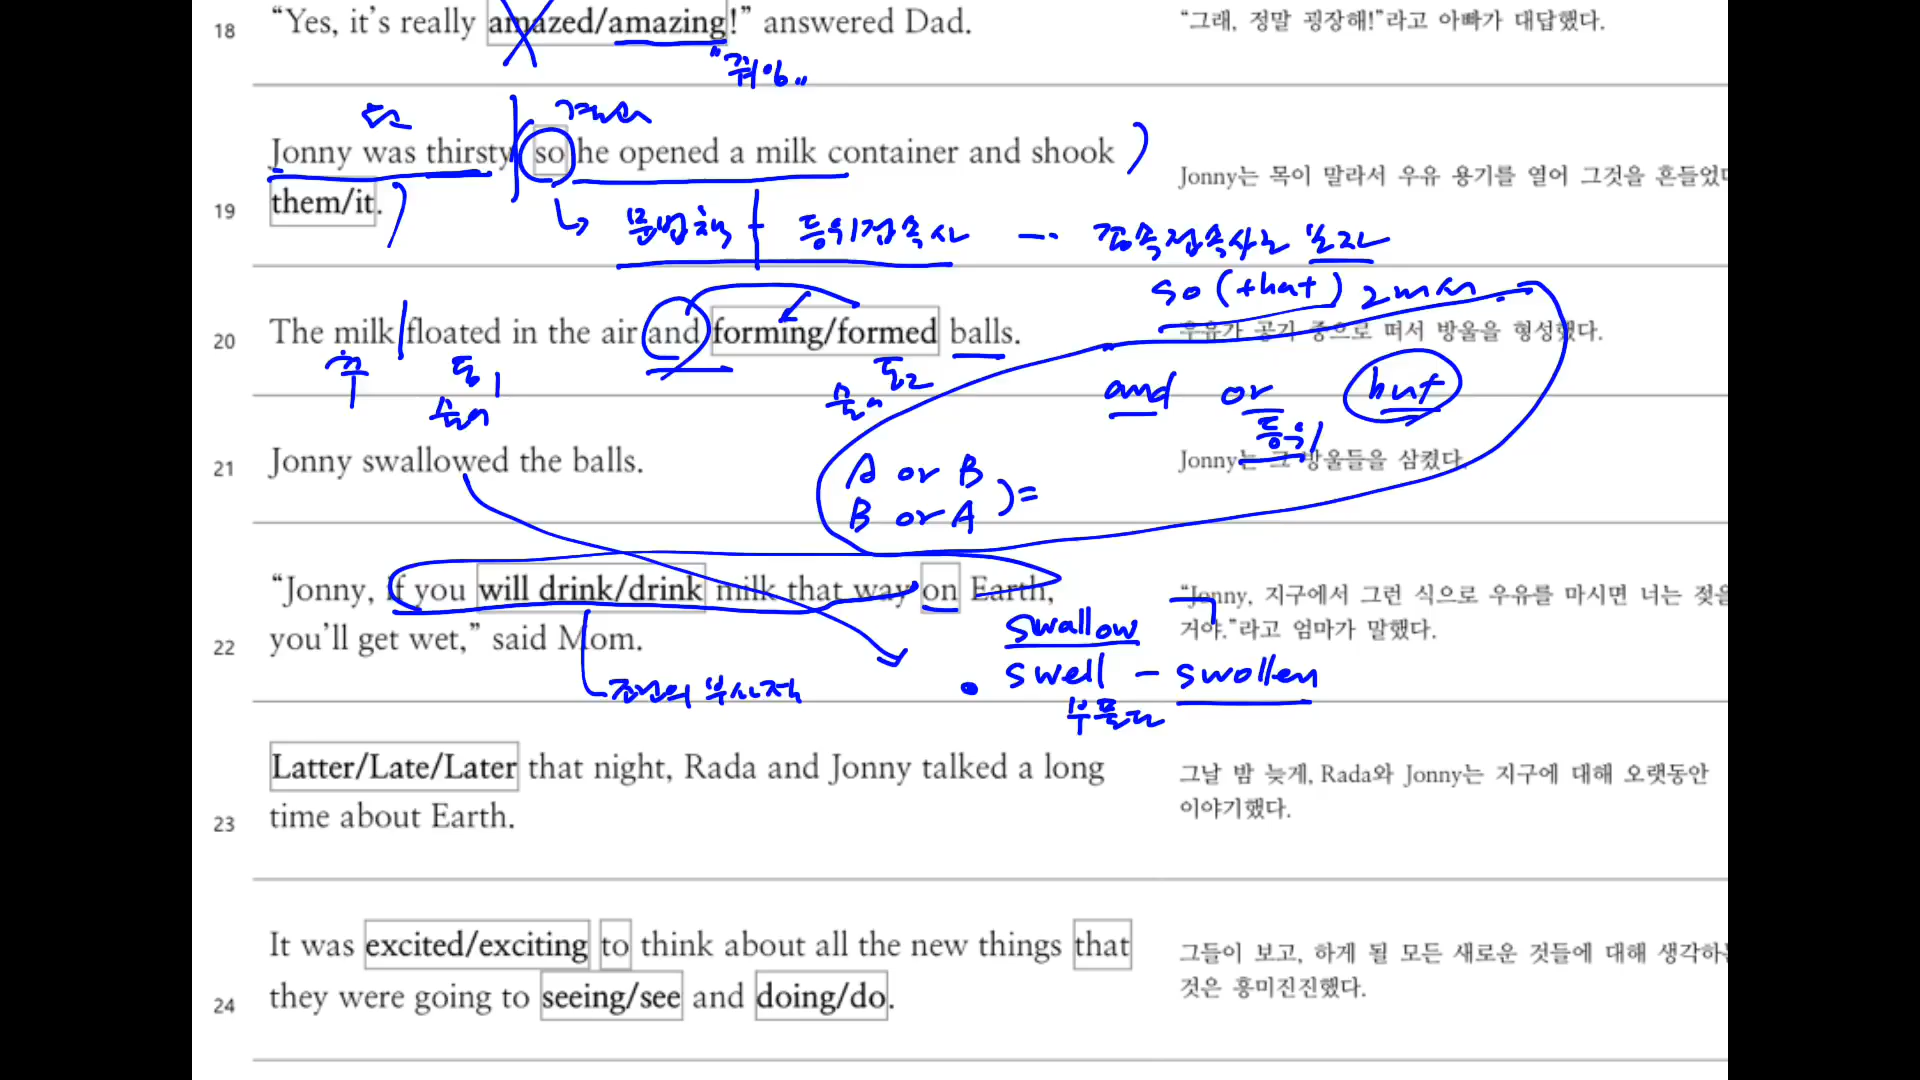 18 “Yes, it’s really amazed/amazing!” answered Dad. “그래, 정말 굉장해!”라고 아빠가 대답했다.
Jonny was thirsty so he opened a milk container and shook
19 them/it. Jonny는 목이 말라서 우유 용기를 열어 그것을 흔들었
문법책 등위접속사 ... 종속접속사로 보자
so (that)
20 The milk floated in the air and forming/formed balls. 우유가 공기 중으로 떠서 방울을 형성했다.
주 동1 동2
and or but
등위
21 Jonny swallowed the balls. Jonny는 그 방울들을 삼켰다.
A or B
B or A ) =
“Jonny, if you will drink/drink milk that way on Earth, “Jonny, 지구에서 그런 식으로 우유를 마시면 너는 젖을
22 you’ll get wet,” said Mom. 거야.”라고 엄마가 말했다.
swallow
swell - swollen
부풀다
조건의 부사절
Latter/Late/Later that night, Rada and Jonny talked a long 그날 밤 늦게, Rada와 Jonny는 지구에 대해 오랫동안
23 time about Earth. 이야기했다.
It was excited/exciting to think about all the new things that 그들이 보고, 하게 될 모든 새로운 것들에 대해 생각하는
24 they were going to seeing/see and doing/do. 것은 흥미진진했다.